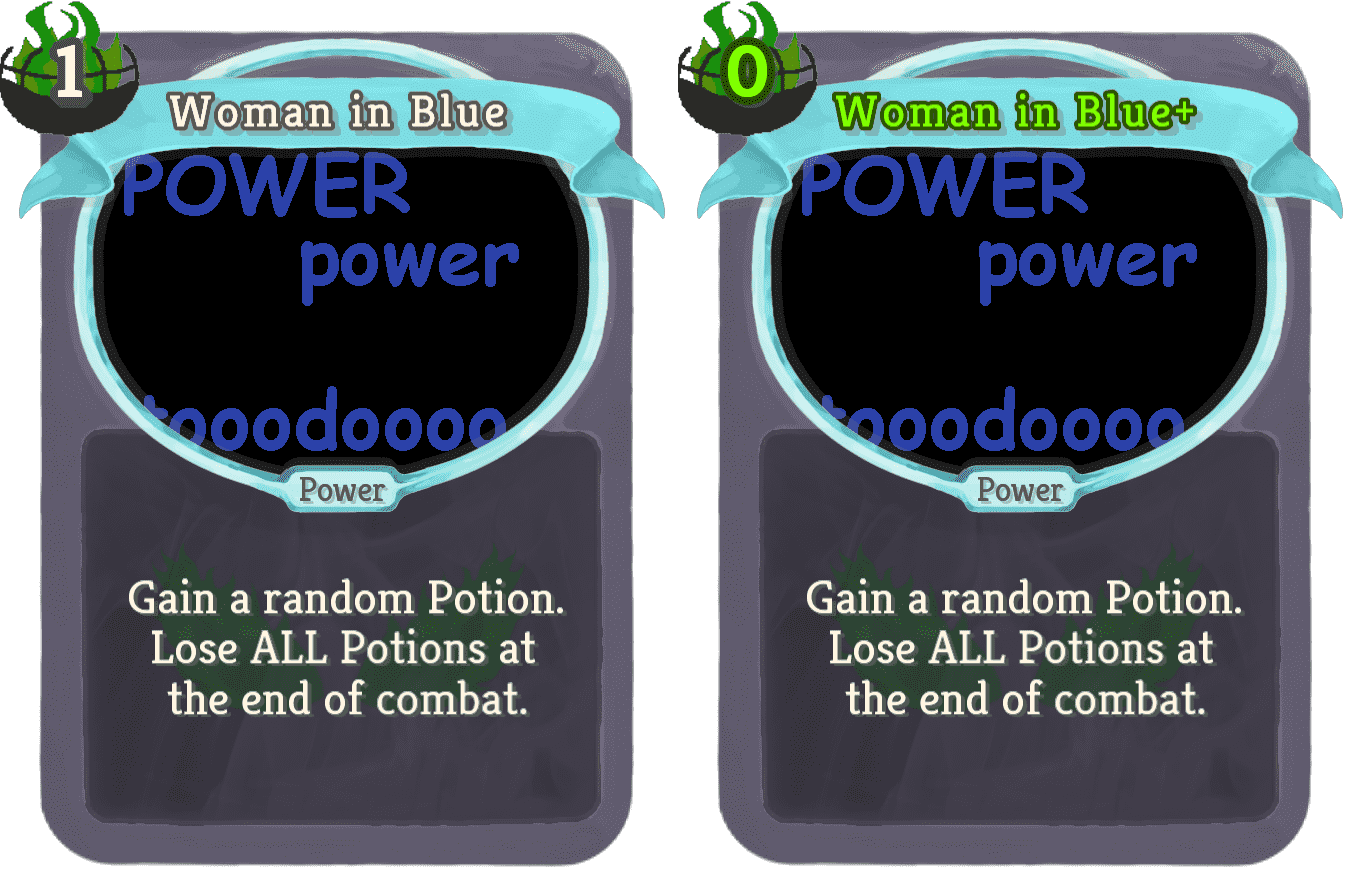 1
Woman in Blue
POWER
power
tooodoooo
Power
Gain a random Potion.
Lose ALL Potions at
the end of combat.
0
Woman in Blue+
POWER
power
tooodoooo
Power
Gain a random Potion.
Lose ALL Potions at
the end of combat.